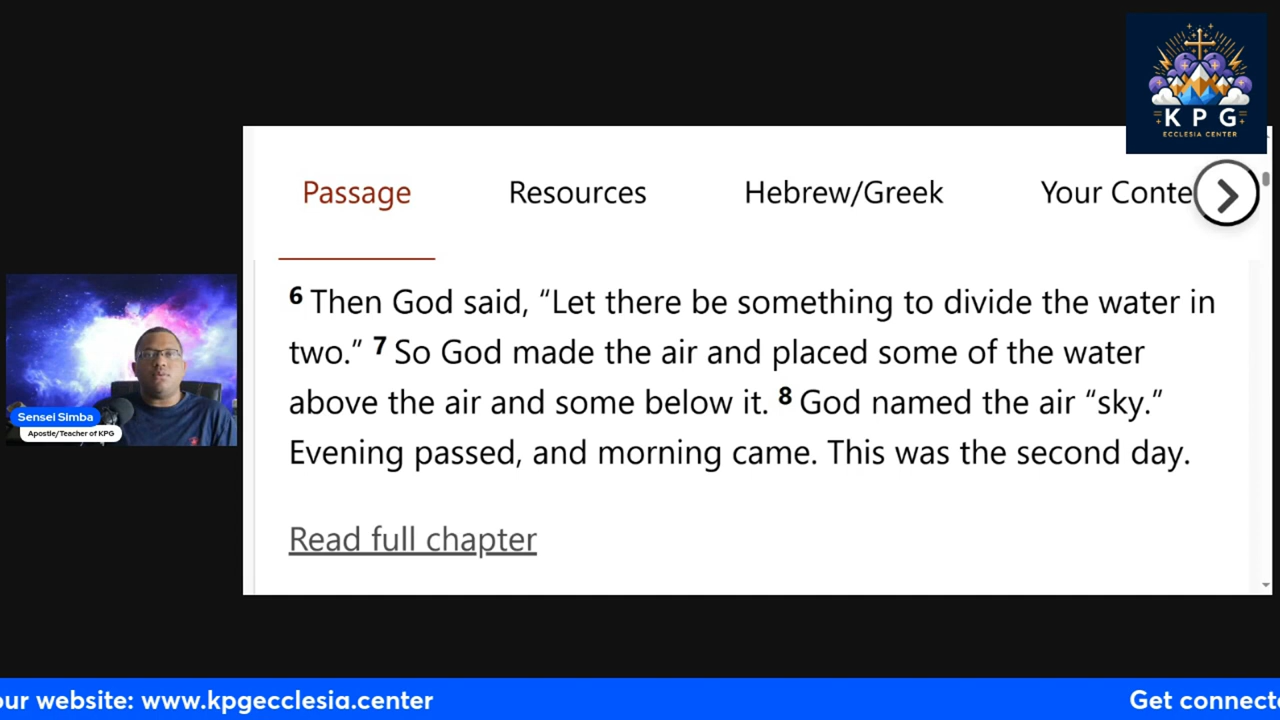 K P G
ECCLESIA CENTER
Passage Resources Hebrew/Greek Your Conte
6 Then God said, “Let there be something to divide the water in
two.” 7 So God made the air and placed some of the water
above the air and some below it. 8 God named the air “sky.”
Evening passed, and morning came. This was the second day.
Read full chapter
Sensei Simba
Apostle/Teacher of KPG
our website: www.kpgecclesia.center Get connect